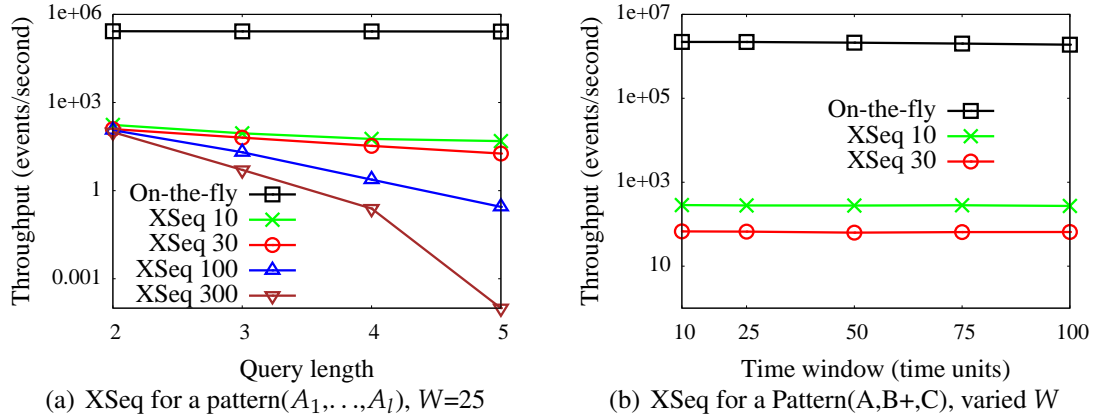 1e+06
1e+03
1
0.001
Throughput (events/second)
On-the-fly
XSeq 10
XSeq 30
XSeq 100
XSeq 300
2 3 4 5
Query length
(a) XSeq for a pattern(A1,...,Al), W=25
1e+07
1e+05
1e+03
10
Throughput (events/second)
On-the-fly
XSeq 10
XSeq 30
10 25 50 75 100
Time window (time units)
(b) XSeq for a Pattern(A,B+,C), varied W